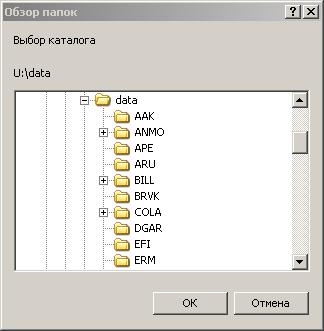 Обзор папок
Выбор каталога
U:\data
data
AAK
ANMO
APE
ARU
BILL
BRVK
COLA
DGAR
EFI
ERM
OK
Отмена